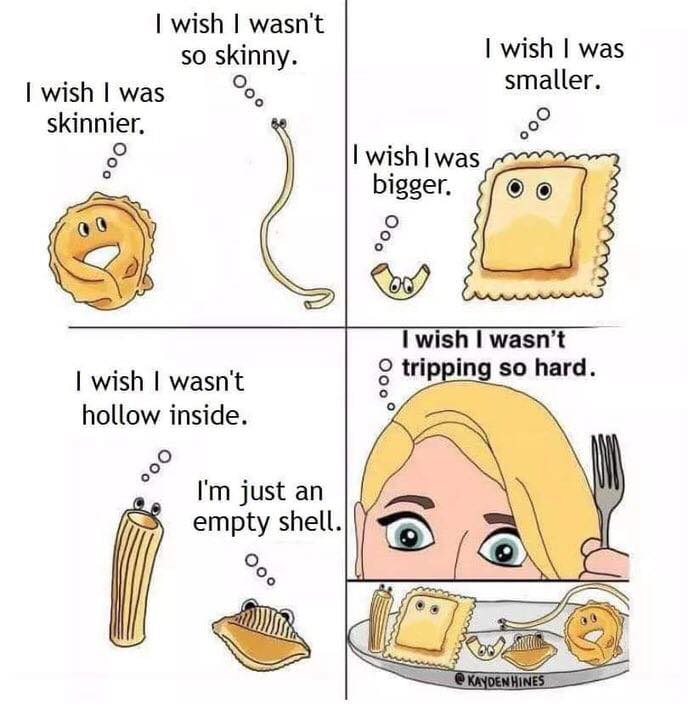 I wish I wasn't
so skinny.
I wish I was
skinnier.
I wish I was
smaller.
I wish I was
bigger.
I wish I wasn't
hollow inside.
I'm just an
empty shell.
I wish I wasn't
tripping so hard.
@KAYDENHINES